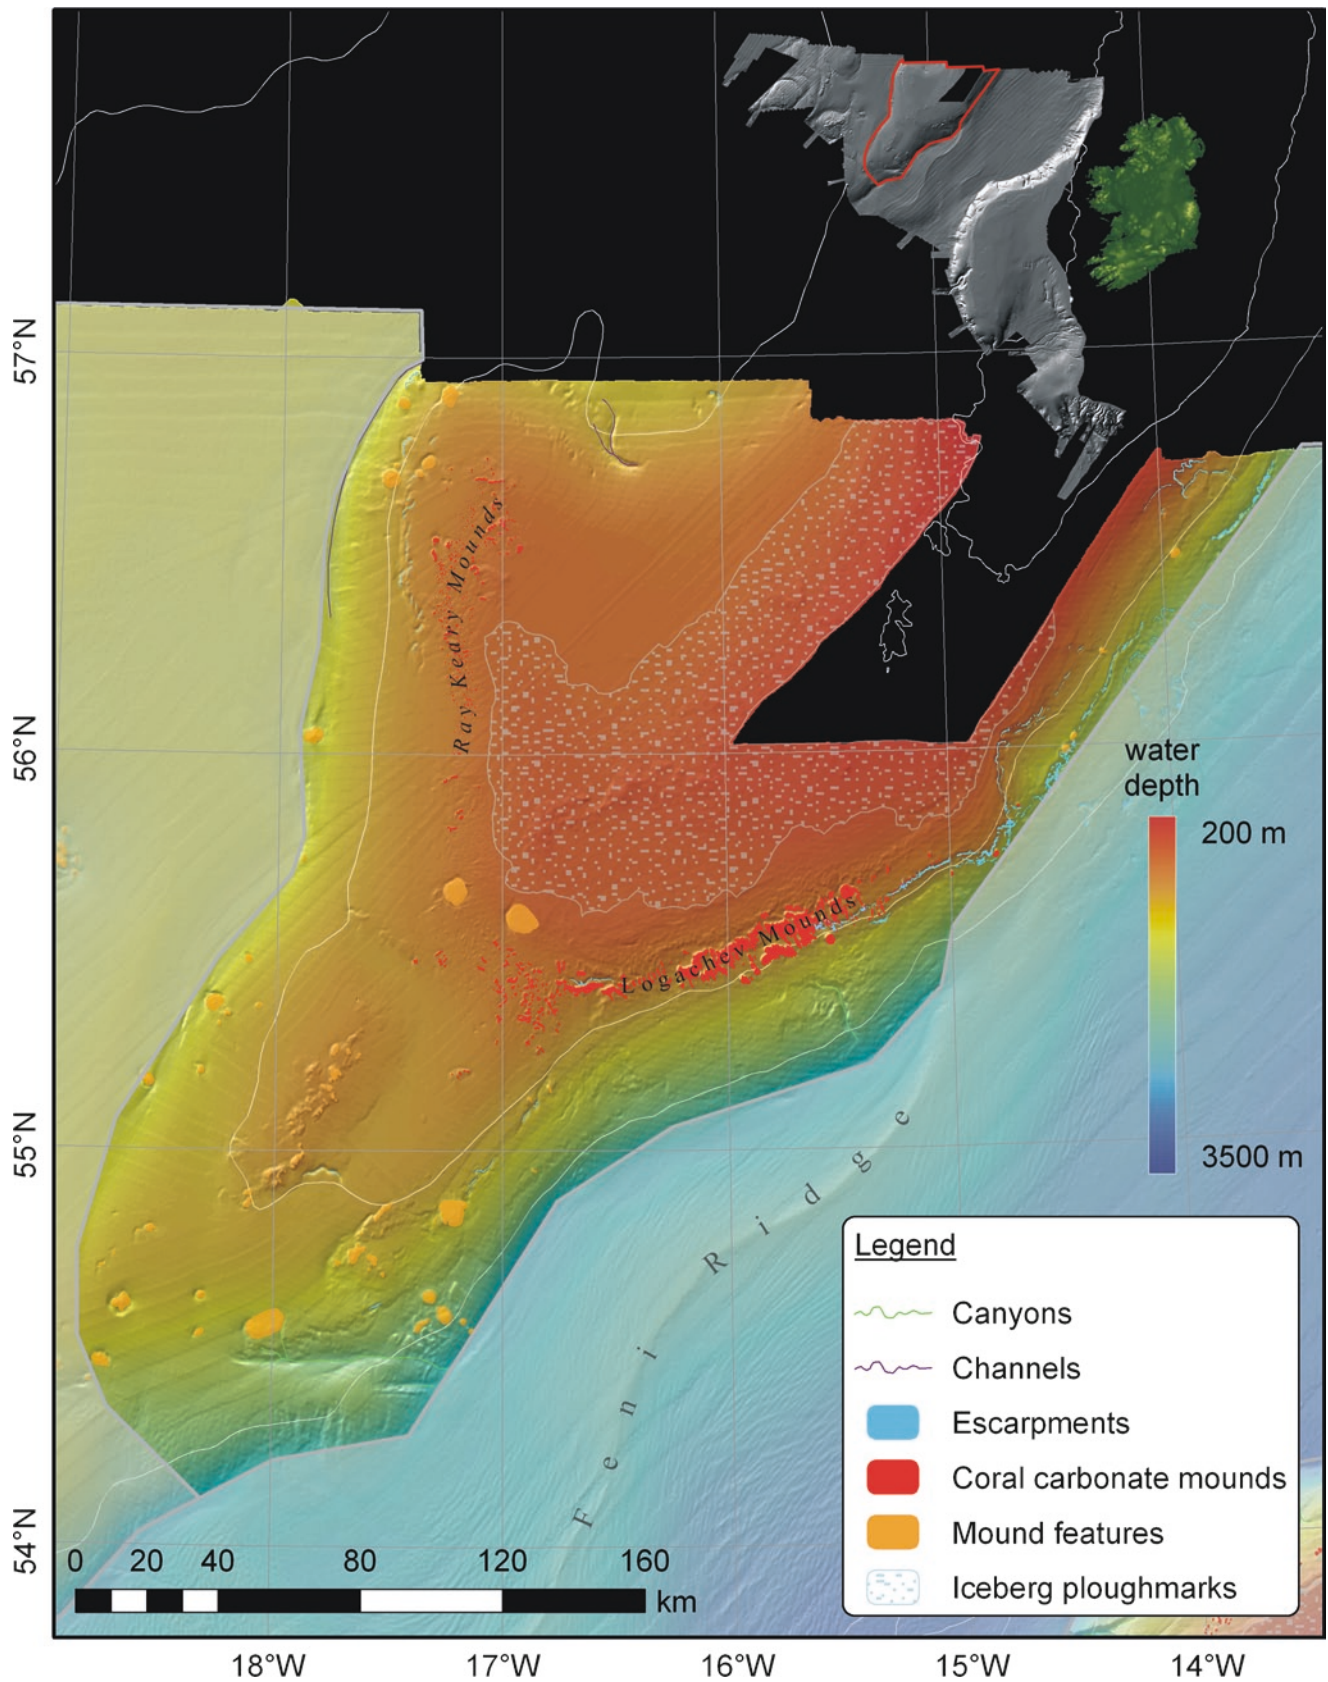 57°N
56°N
55°N
54°N
Ray Keary Mounds
Logachev Mounds
Feni Ridge
water
depth
200 m
3500 m
Legend
Canyons
Channels
Escarpments
Coral carbonate mounds
Mound features
Iceberg ploughmarks
0 20 40 80 120 160
km
18°W 17°W 16°W 15°W 14°W